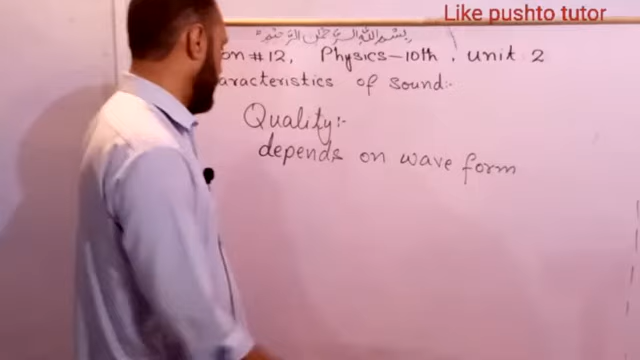 Like pushto tutor
بسم الله الرحمن الرحيم
on #12, Physics-10th, Unit 2
aracteristics of sound:-
Quality:-
depends on wave form